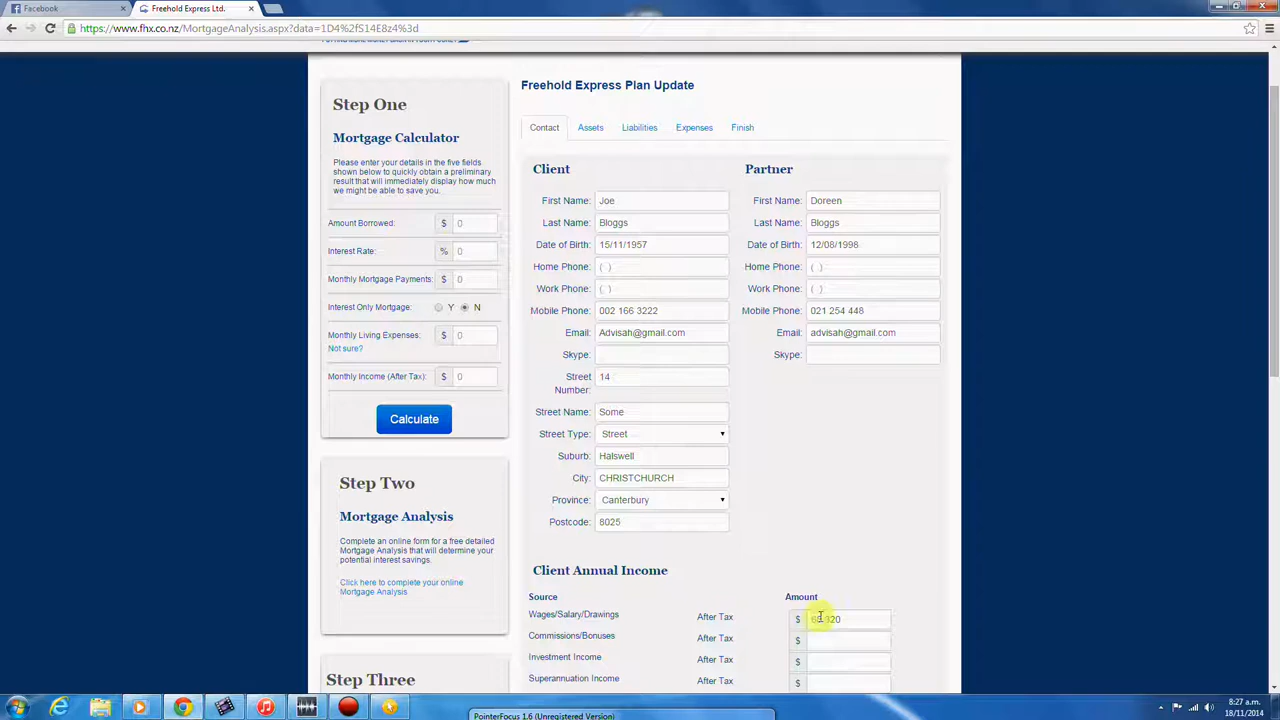 Facebook
Freehold Express Ltd.
https://www.fhx.co.nz/MortgageAnalysis.aspx?data=1D4%2fS14E8z4%3d
Step One
Mortgage Calculator
Please enter your details in the five fields
shown below to quickly obtain a preliminary
result that will immediately display how much
we might be able to save you.
Amount Borrowed: $ 0
Interest Rate: % 0
Monthly Mortgage Payments: $ 0
Interest Only Mortgage: Y N
Monthly Living Expenses: $ 0
Not sure?
Monthly Income (After Tax): $ 0
Calculate
Step Two
Mortgage Analysis
Complete an online form for a free detailed
Mortgage Analysis that will determine your
potential interest savings.
Click here to complete your online
Mortgage Analysis
Step Three
Freehold Express Plan Update
Contact Assets Liabilities Expenses Finish
Client
First Name: Joe
Last Name: Bloggs
Date of Birth: 15/11/1957
Home Phone: ( )
Work Phone: ( )
Mobile Phone: 002 166 3222
Email: Advisah@gmail.com
Skype:
Street
Number: 14
Street Name: Some
Street Type: Street
Suburb: Halswell
City: CHRISTCHURCH
Province: Canterbury
Postcode: 8025
Partner
First Name: Doreen
Last Name: Bloggs
Date of Birth: 12/08/1998
Home Phone: ( )
Work Phone: ( )
Mobile Phone: 021 254 448
Email: advisah@gmail.com
Skype:
Client Annual Income
Source Amount
Wages/Salary/Drawings After Tax $
Commissions/Bonuses After Tax $
Investment Income After Tax $
Superannuation Income After Tax $
PointerFocus 1.6 (Unregistered Version)
8:27 a.m.
18/11/2014